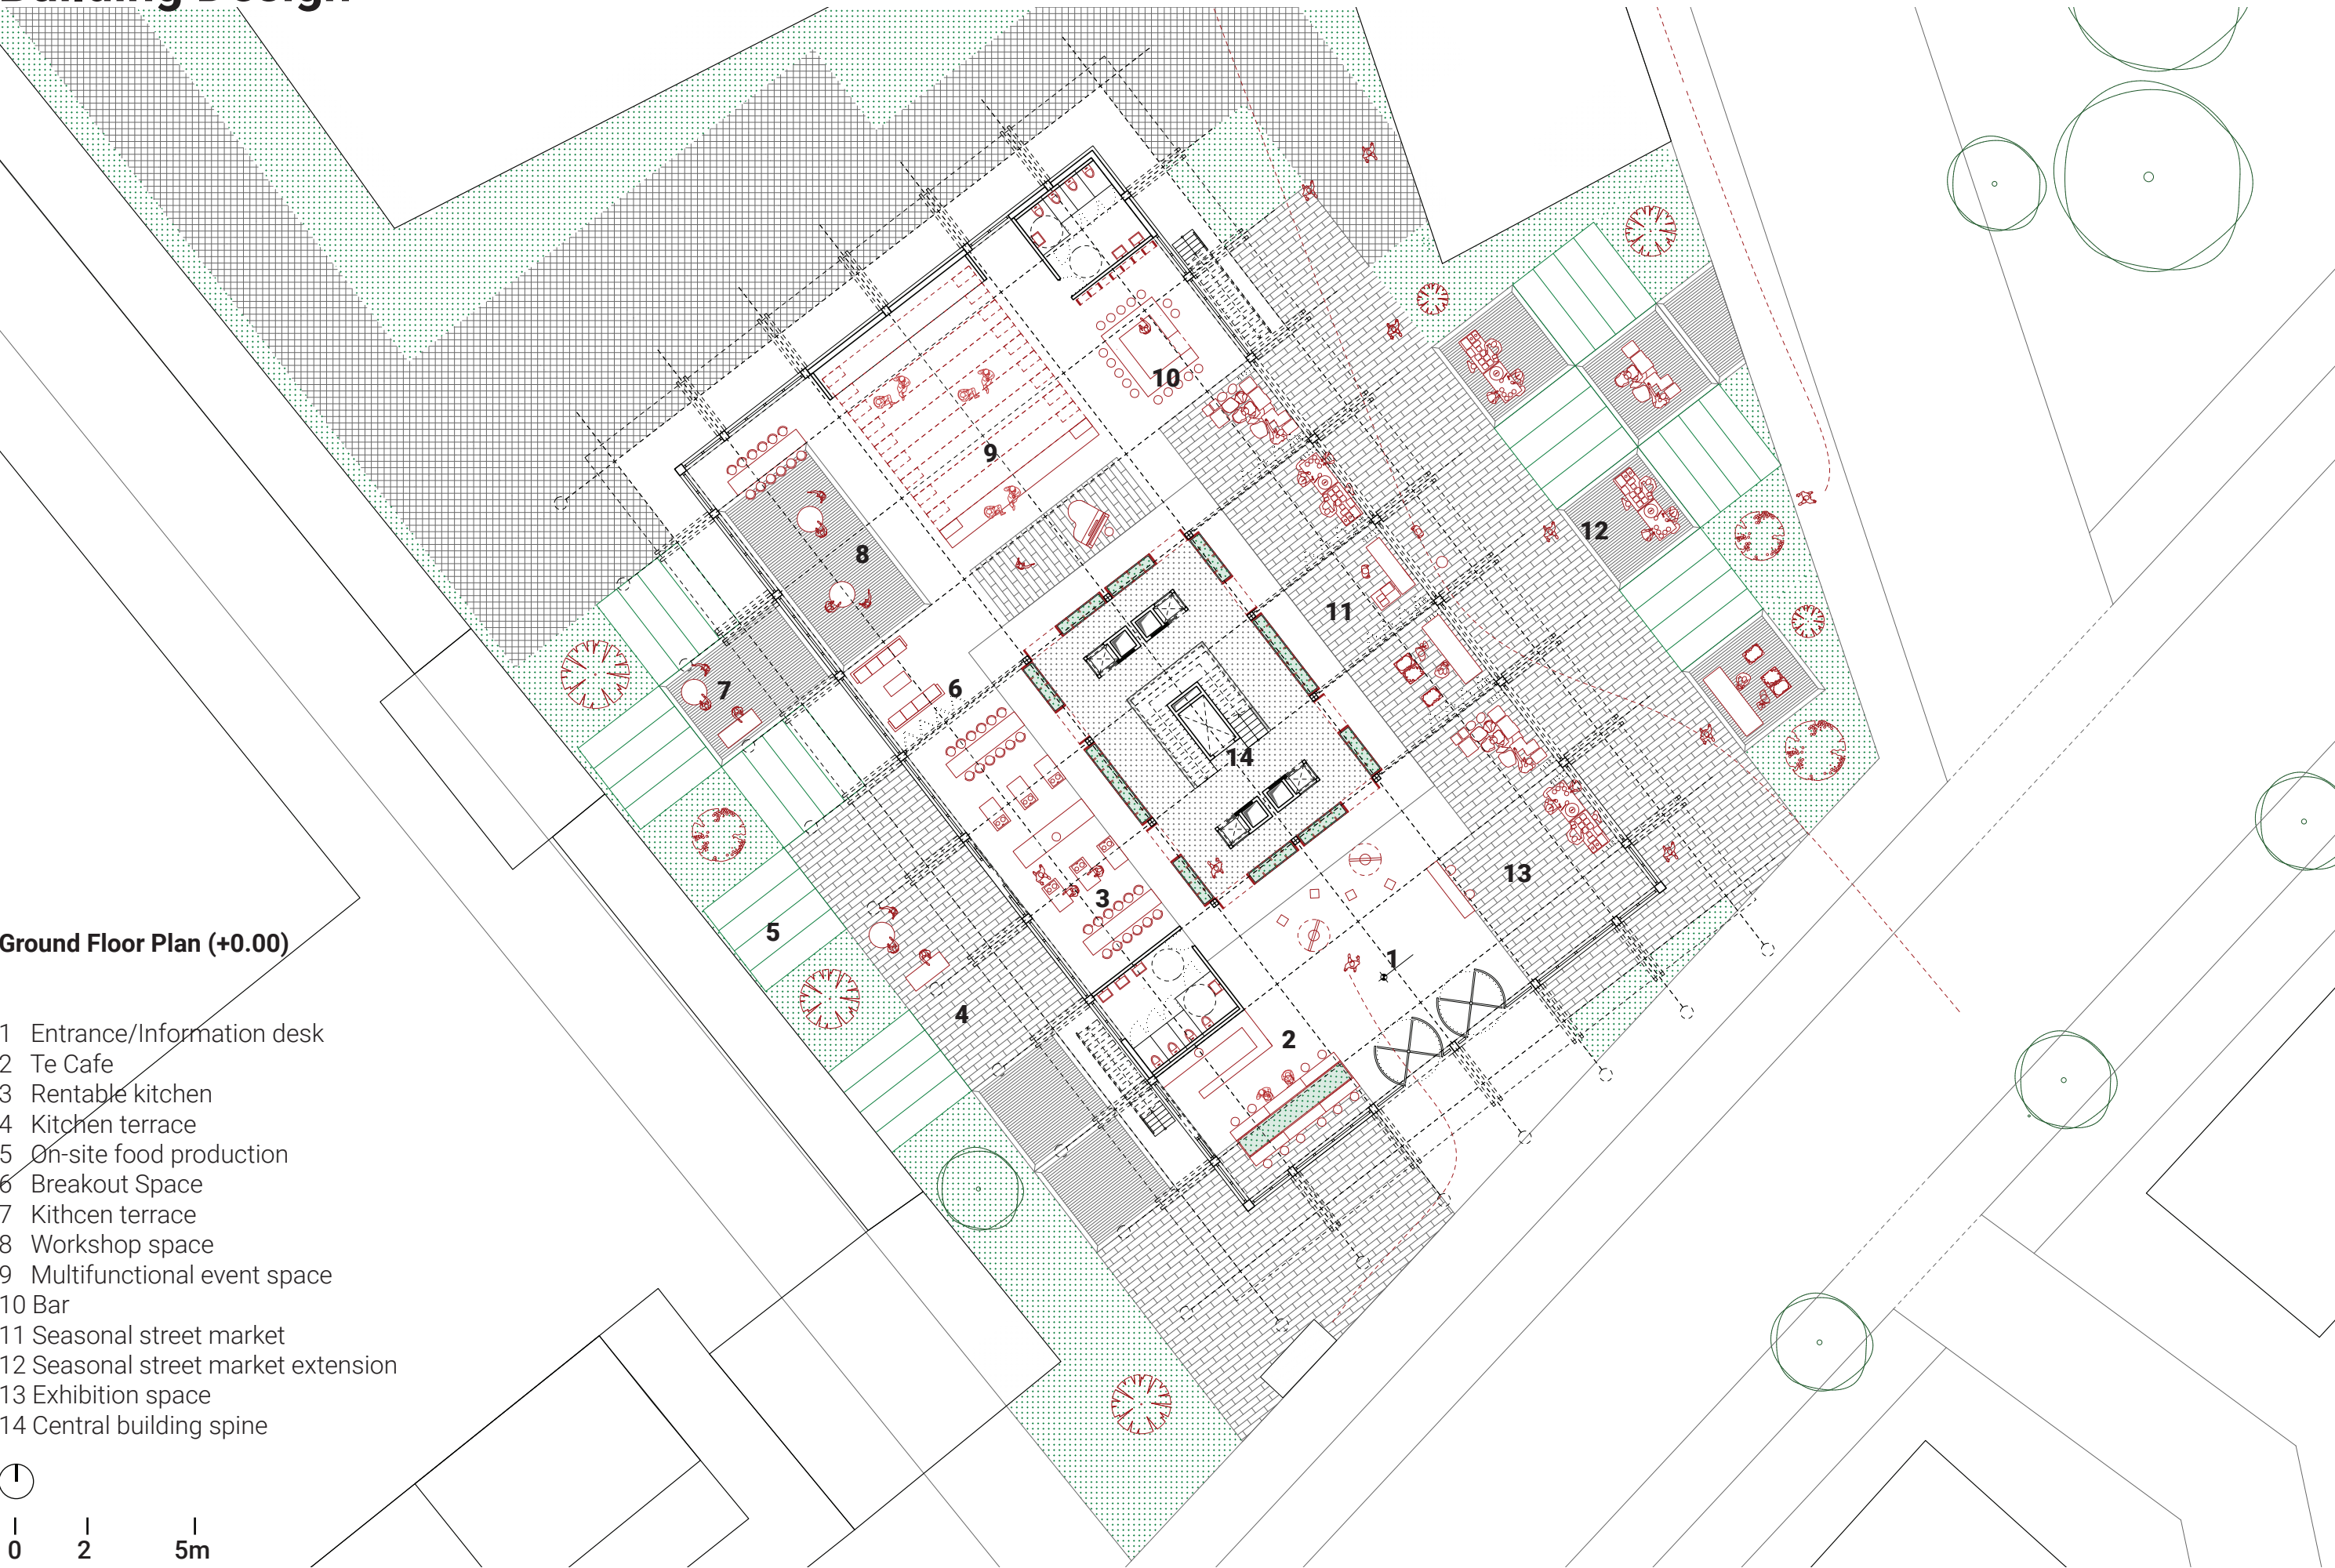 Building Design
10
9
8
12
11
7
6
14
13
3
5
1
4
2
Ground Floor Plan (+0.00)
1 Entrance/Information desk
2 Te Cafe
3 Rentable kitchen
4 Kitchen terrace
5 On-site food production
6 Breakout Space
7 Kithcen terrace
8 Workshop space
9 Multifunctional event space
10 Bar
11 Seasonal street market
12 Seasonal street market extension
13 Exhibition space
14 Central building spine
0 2 5m